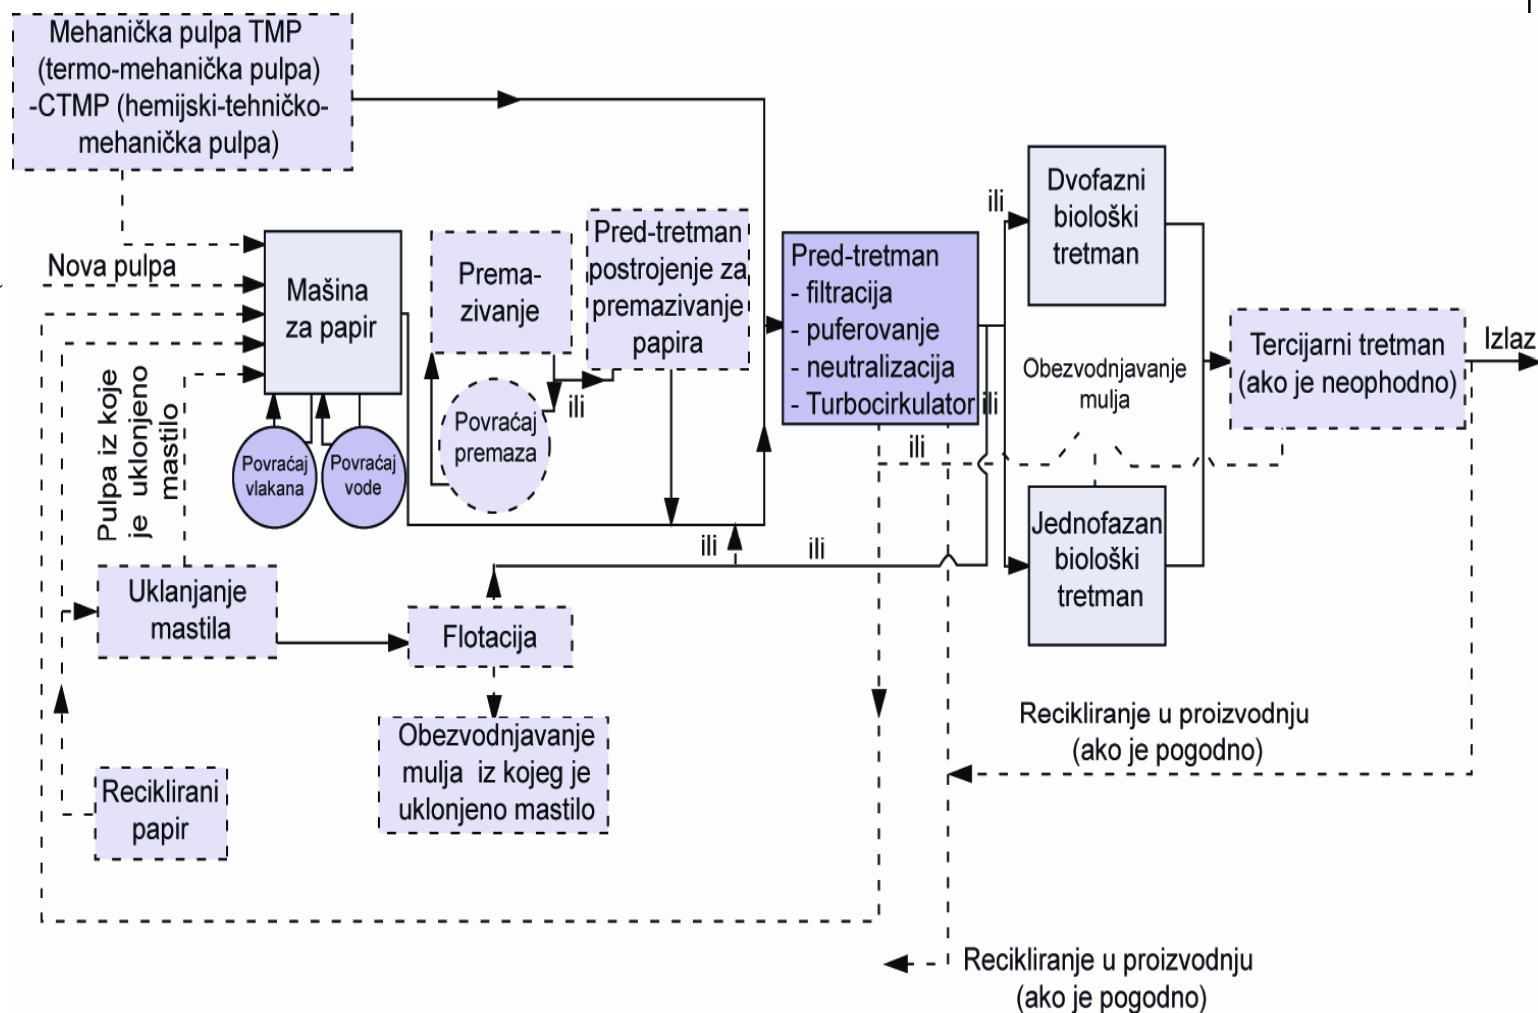 Mehanička pulpa TMP
(termo-mehanička pulpa)
-CTMP (hemijski-tehničko-
mehanička pulpa)
Nova pulpa
Mašina
za papir
Prema-
zivanje
Pred-tretman
postrojenje za
premazivanje
papira
Pred-tretman
- filtracija
- puferovanje
- neutralizacija
- Turbocirkulator
ili
Dvofazni
biološki
tretman
Tercijarni tretman
(ako je neophodno)
Izlaz
Obezvodnjavanje
mulja
ili
ili
ili
Povraćaj
premaza
Povraćaj
vlakana
Povraćaj
vode
Pulpa iz koje
je uklonjeno
mastilo
Jednofazan
biološki
tretman
ili
ili
Uklanjanje
mastila
Flotacija
Obezvodnjavanje
mulja iz kojeg je
uklonjeno mastilo
Reciklirani
papir
Recikliranje u proizvodnju
(ako je pogodno)
Recikliranje u proizvodnju
(ako je pogodno)